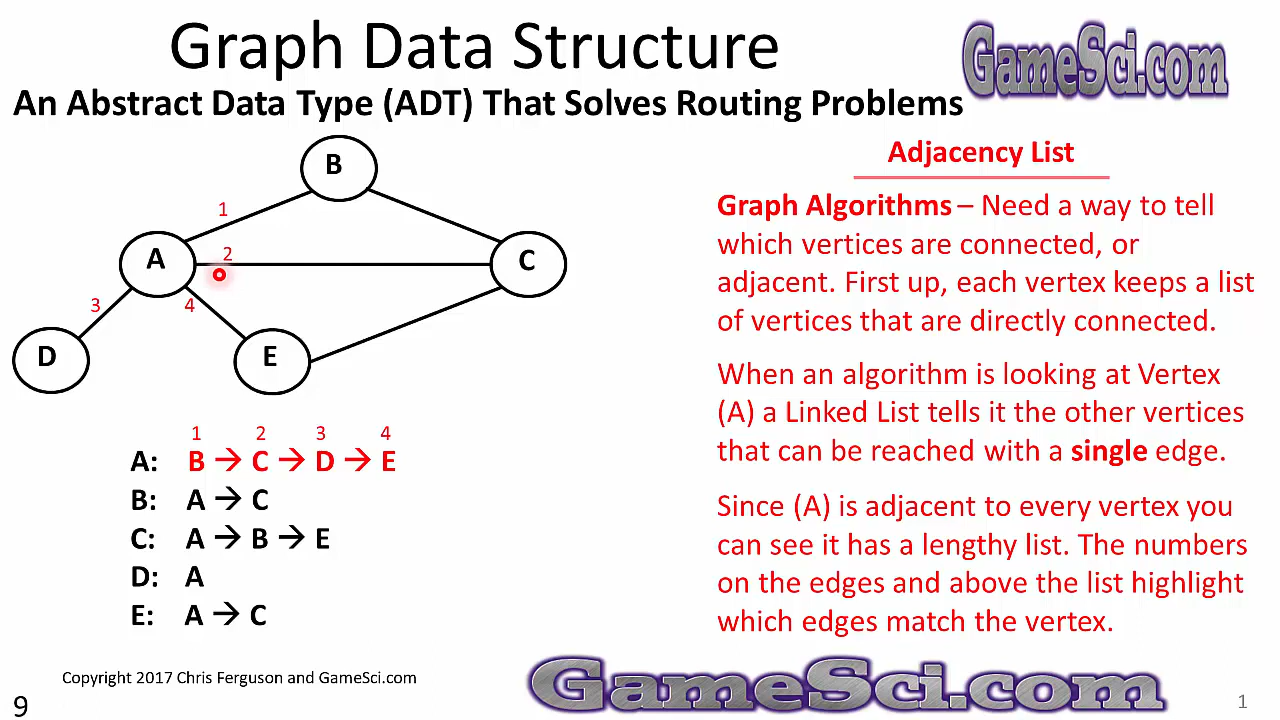 Graph Data Structure
GameSci.com
An Abstract Data Type (ADT) That Solves Routing Problems
B
1
A
2
C
3
4
D
E
Adjacency List
Graph Algorithms – Need a way to tell
which vertices are connected, or
adjacent. First up, each vertex keeps a list
of vertices that are directly connected.
When an algorithm is looking at Vertex
(A) a Linked List tells it the other vertices
that can be reached with a single edge.
Since (A) is adjacent to every vertex you
can see it has a lengthy list. The numbers
on the edges and above the list highlight
which edges match the vertex.
1 2 3 4
A: B → C → D → E
B: A → C
C: A → B → E
D: A
E: A → C
Copyright 2017 Chris Ferguson and GameSci.com
GameSci.com
9
1